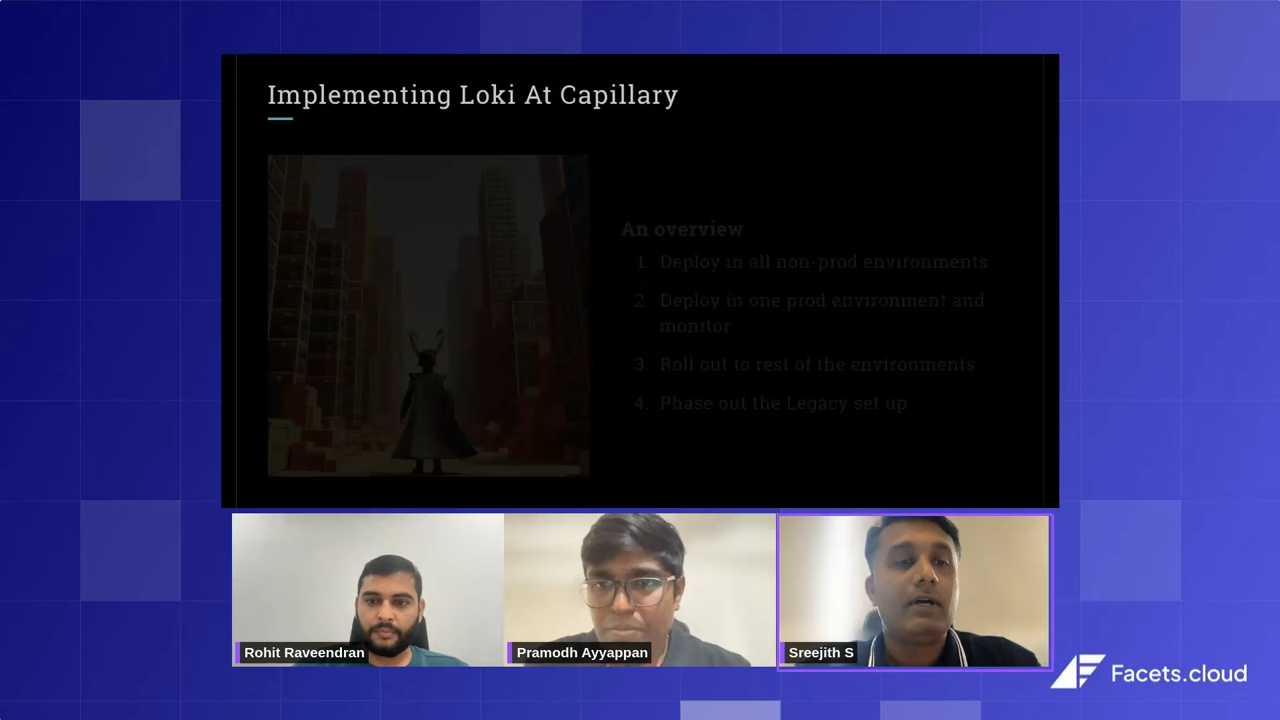 Implementing Loki At Capillary
An overview
1. Deploy in all non-prod environments
2. Deploy in one prod environment and
monitor
3. Roll out to rest of the environments
4. Phase out the Legacy set up
Rohit Raveendran
Pramodh Ayyappan
Sreejith S
Facets.cloud